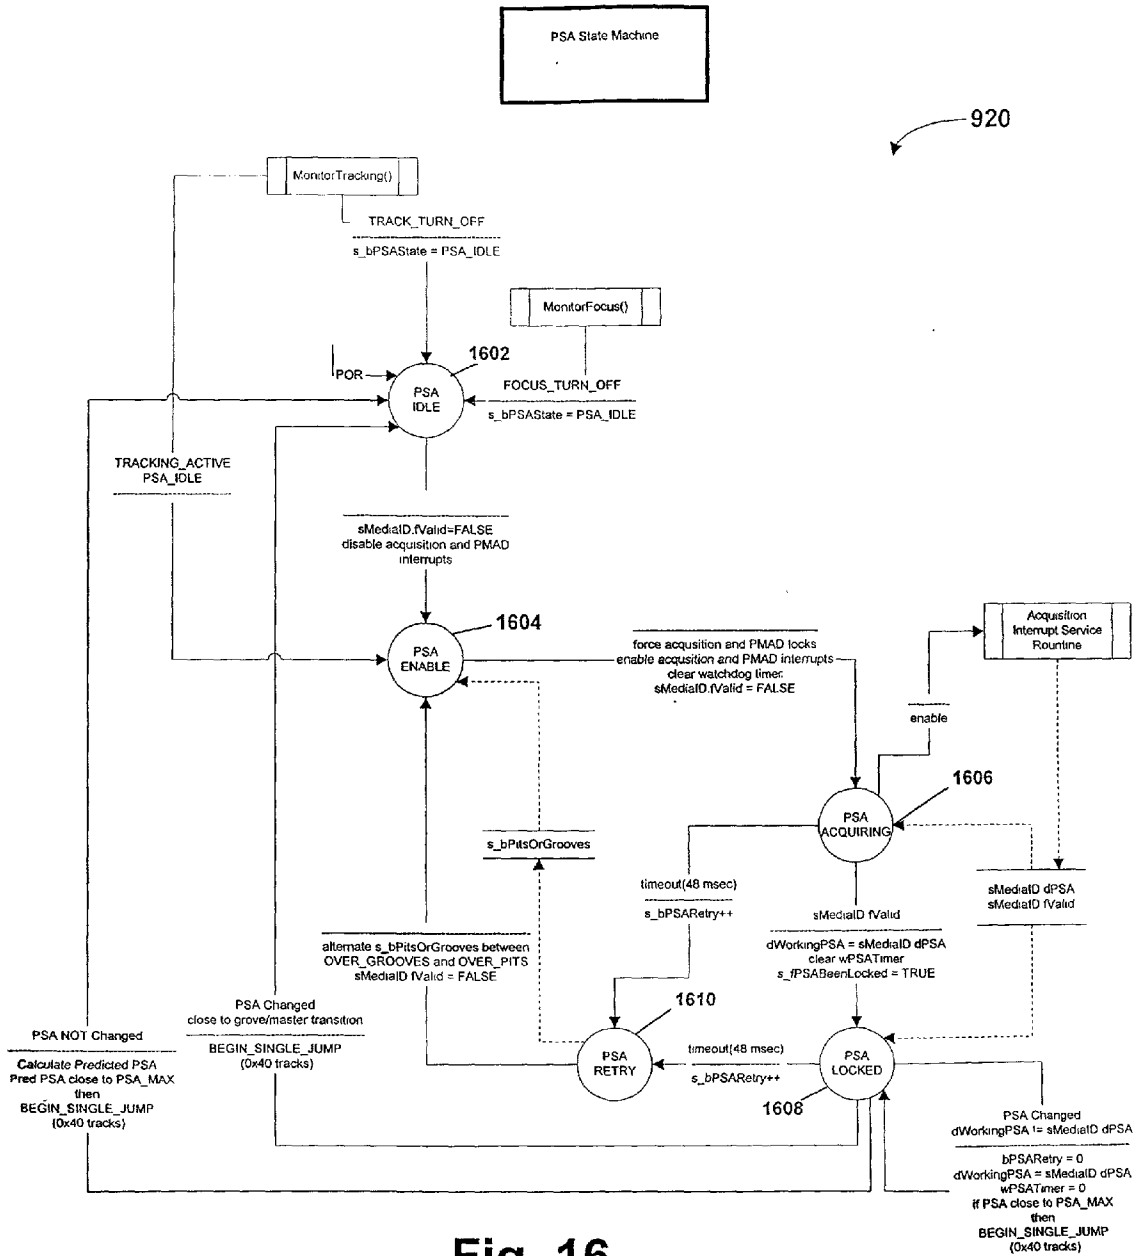 PSA State Machine
920
MonitorTracking()
TRACK_TURN_OFF
s_bPSAState = PSA_IDLE
MonitorFocus()
1602
POR
PSA
IDLE
FOCUS_TURN_OFF
s_bPSAState = PSA_IDLE
TRACKING_ACTIVE
PSA_IDLE
sMediaID.fValid=FALSE
disable acquisition and PMAD
interrupts
1604
PSA
ENABLE
force acqusition and PMAD locks
enable acqusition and PMAD interrupts
clear watchdog timer
sMediaID.fValid = FALSE
Acquisition
Interrupt Service
Rountine
enable
1606
PSA
ACQUIRING
s_bPitsOrGrooves
timeout(48 msec)
s_bPSARetry++
sMediaID dPSA
sMediaID fValid
sMediaID fValid
dWorkingPSA = sMediaID dPSA
clear wPSATimer
s_fPSABeenLocked = TRUE
alternate s_bPitsOrGrooves between
OVER_GROOVES and OVER_PITS
sMediaID fValid = FALSE
PSA Changed
close to grove/master transition
BEGIN_SINGLE_JUMP
(0x40 tracks)
PSA NOT Changed
Calculate Predicted PSA
Pred PSA close to PSA_MAX
then
BEGIN_SINGLE_JUMP
(0x40 tracks)
1610
PSA
RETRY
timeout(48 msec)
s_bPSARetry++
PSA
LOCKED
1608
PSA Changed
dWorkingPSA != sMediaID dPSA
bPSARetry = 0
dWorkingPSA = sMediaID dPSA
wPSATimer = 0
if PSA close to PSA_MAX
then
BEGIN_SINGLE_JUMP
(0x40 tracks)
Fig. 16